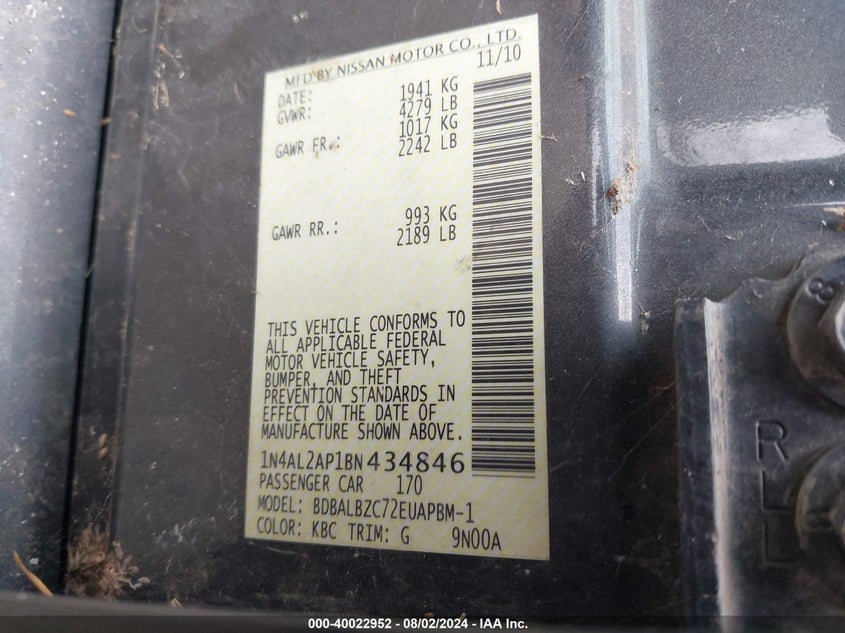 MFD BY NISSAN MOTOR CO., LTD.
DATE: 11/10
GVWR: 1941 KG
4279 LB
GAWR FR.: 1017 KG
2242 LB
GAWR RR.: 993 KG
2189 LB
THIS VEHICLE CONFORMS TO
ALL APPLICABLE FEDERAL
MOTOR VEHICLE SAFETY,
BUMPER, AND THEFT
PREVENTION STANDARDS IN
EFFECT ON THE DATE OF
MANUFACTURE SHOWN ABOVE.
1N4AL2AP1BN434846
PASSENGER CAR 170
MODEL: BDBALBZC72EUAPBM-1
COLOR: KBC TRIM: G 9N00A
8
R
000-40022952 - 08/02/2024 - IAA Inc.